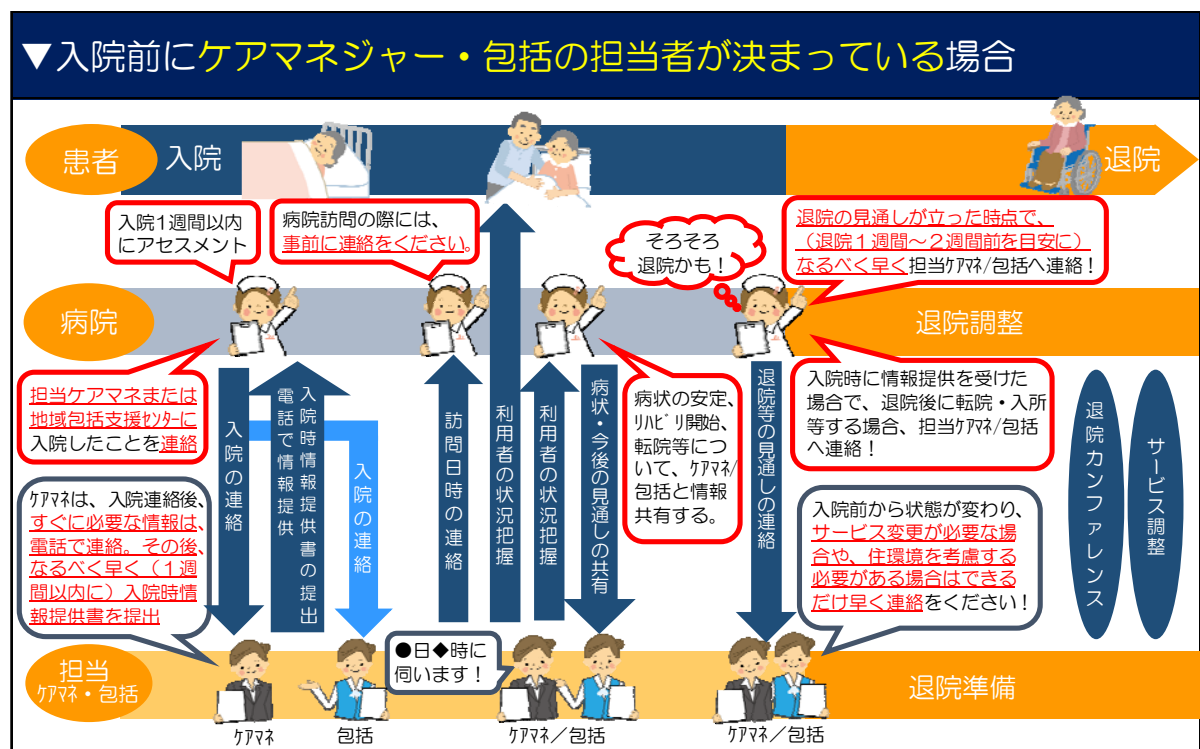 ▼入院前にケアマネジャー・包括の担当者が決まっている場合
患者
入院
退院
入院1週間以内
にアセスメント
病院訪問の際には、
事前に連絡をください。
そろそろ
退院かも！
退院の見通しが立った時点で、
（退院１週間～２週間前を目安に）
なるべく早く担当ｹｱﾏﾈ/包括へ連絡！
病院
退院調整
担当ケアマネまたは
地域包括支援ｾﾝﾀｰに
入院したことを連絡
入院の連絡
電話で情報提供
入院時情報提供書の提出
入院の連絡
訪問日時の連絡
利用者の状況把握
利用者の状況把握
病状・今後の見通しの共有
病状の安定、
ﾘﾊﾋﾞﾘ開始、
転院等につ
いて、ｹｱﾏﾈ/
包括と情報
共有する。
退院等の見通しの連絡
入院時に情報提供を受けた
場合で、退院後に転院・入所
等する場合、担当ｹｱﾏﾈ/包括
へ連絡！
退院カンファレンス
サービス調整
ｹｱﾏﾈは、入院連絡後、
すぐに必要な情報は、
電話で連絡。その後、
なるべく早く（１週
間以内に）入院時情
報提供書を提出
入院前から状態が変わり、
サービス変更が必要な場
合や、住環境を考慮する
必要がある場合はできる
だけ早く連絡をください！
●日◆時に
伺います！
担当
ｹｱﾏﾈ・包括
退院準備
ｹｱﾏﾈ
包括
ｹｱﾏﾈ／包括
ｹｱﾏﾈ／包括